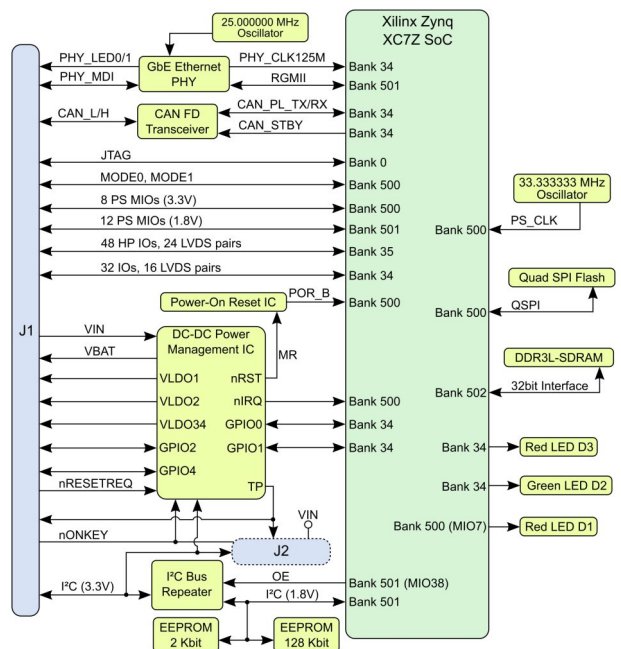 25.000000 MHz
Oscillator
Xilinx Zynq
XC7Z SoC
PHY_LED0/1
GbE Ethernet
PHY
PHY_CLK125M
Bank 34
PHY_MDI
RGMII
Bank 501
CAN_L/H
CAN FD
Transceiver
CAN_PL_TX/RX
Bank 34
CAN_STBY
Bank 34
JTAG
Bank 0
MODE0, MODE1
Bank 500
8 PS MIOs (3.3V)
Bank 500
12 PS MIOs (1.8V)
Bank 501
48 HP IOs, 24 LVDS pairs
Bank 35
32 IOs, 16 LVDS pairs
Bank 34
33.333333 MHz
Oscillator
PS_CLK
Bank 500
Quad SPI Flash
QSPI
Bank 500
DDR3L-SDRAM
32bit Interface
Bank 502
Power-On Reset IC
POR_B
Bank 500
J1
VIN
DC-DC Power
Management IC
MR
VBAT
VLDO1
nRST
VLDO2
nIRQ
Bank 500
VLDO34
GPIO0
Bank 34
GPIO2
GPIO1
Bank 34
GPIO4
nRESETREQ
TP
Bank 34
Red LED D3
Bank 34
Green LED D2
Bank 500 (MIO7)
Red LED D1
VIN
nONKEY
J2
I²C (3.3V)
I²C Bus
Repeater
OE
Bank 501 (MIO38)
I²C (1.8V)
Bank 501
EEPROM
2 Kbit
EEPROM
128 Kbit